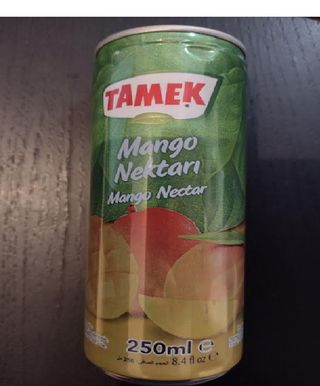 TAMEK
Mango
Nektarı
Mango Nectar
250ml e
8.4 fl oz